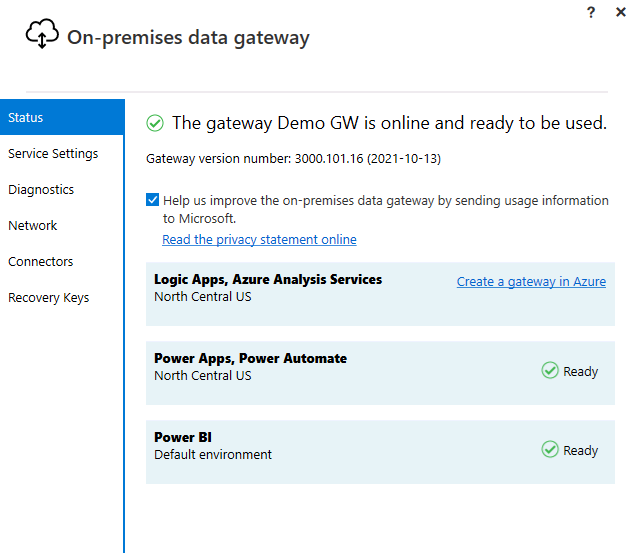 ? ×
On-premises data gateway
Status
Service Settings
Diagnostics
Network
Connectors
Recovery Keys
The gateway Demo GW is online and ready to be used.
Gateway version number: 3000.101.16 (2021-10-13)
Help us improve the on-premises data gateway by sending usage information
to Microsoft.
Read the privacy statement online
Logic Apps, Azure Analysis Services
North Central US
Create a gateway in Azure
Power Apps, Power Automate
North Central US
Ready
Power BI
Default environment
Ready